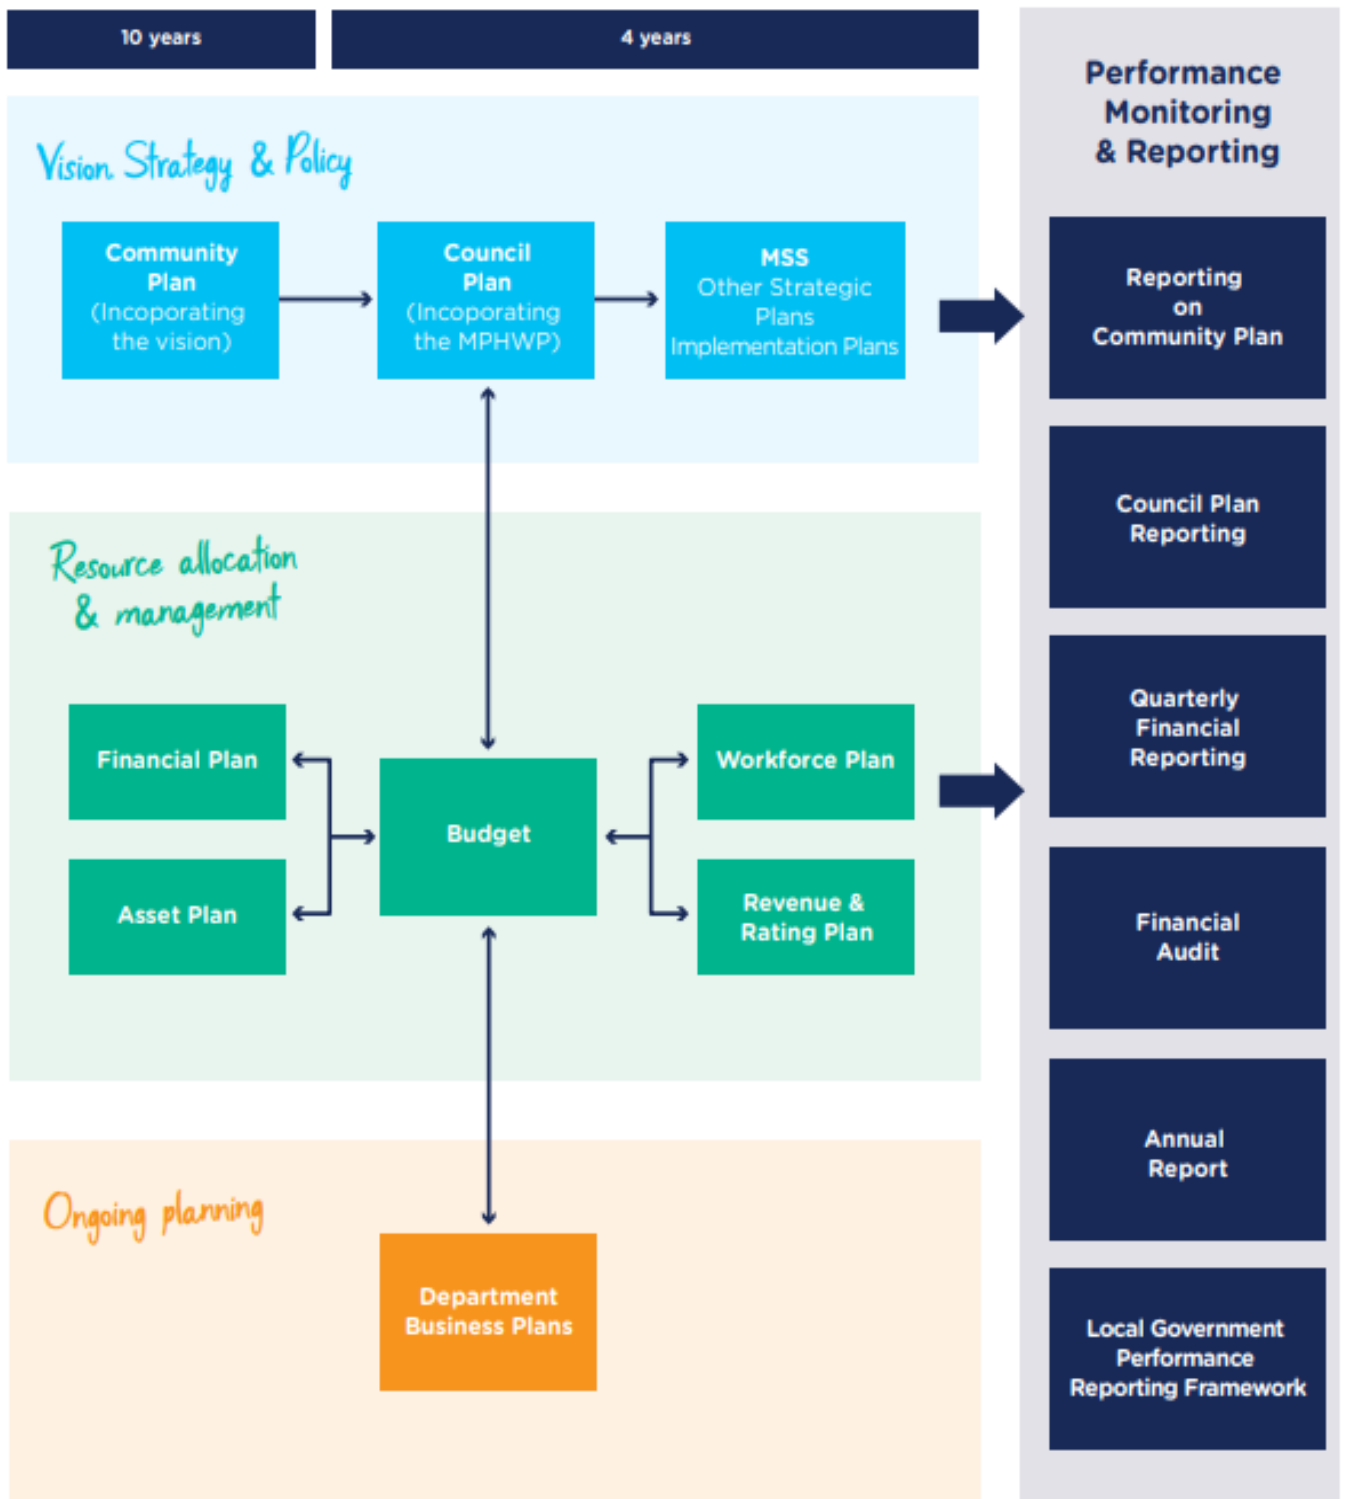 10 years
4 years
Vision Strategy & Policy
Community
Plan
(Incoporating
the vision)
Council
Plan
(Incoporating
the MPHWP)
MSS
Other Strategic
Plans
Implementation Plans
Resource allocation
& management
Financial Plan
Asset Plan
Budget
Workforce Plan
Revenue &
Rating Plan
Ongoing planning
Department
Business Plans
Performance
Monitoring
& Reporting
Reporting
on
Community Plan
Council Plan
Reporting
Quarterly
Financial
Reporting
Financial
Audit
Annual
Report
Local Government
Performance
Reporting Framework